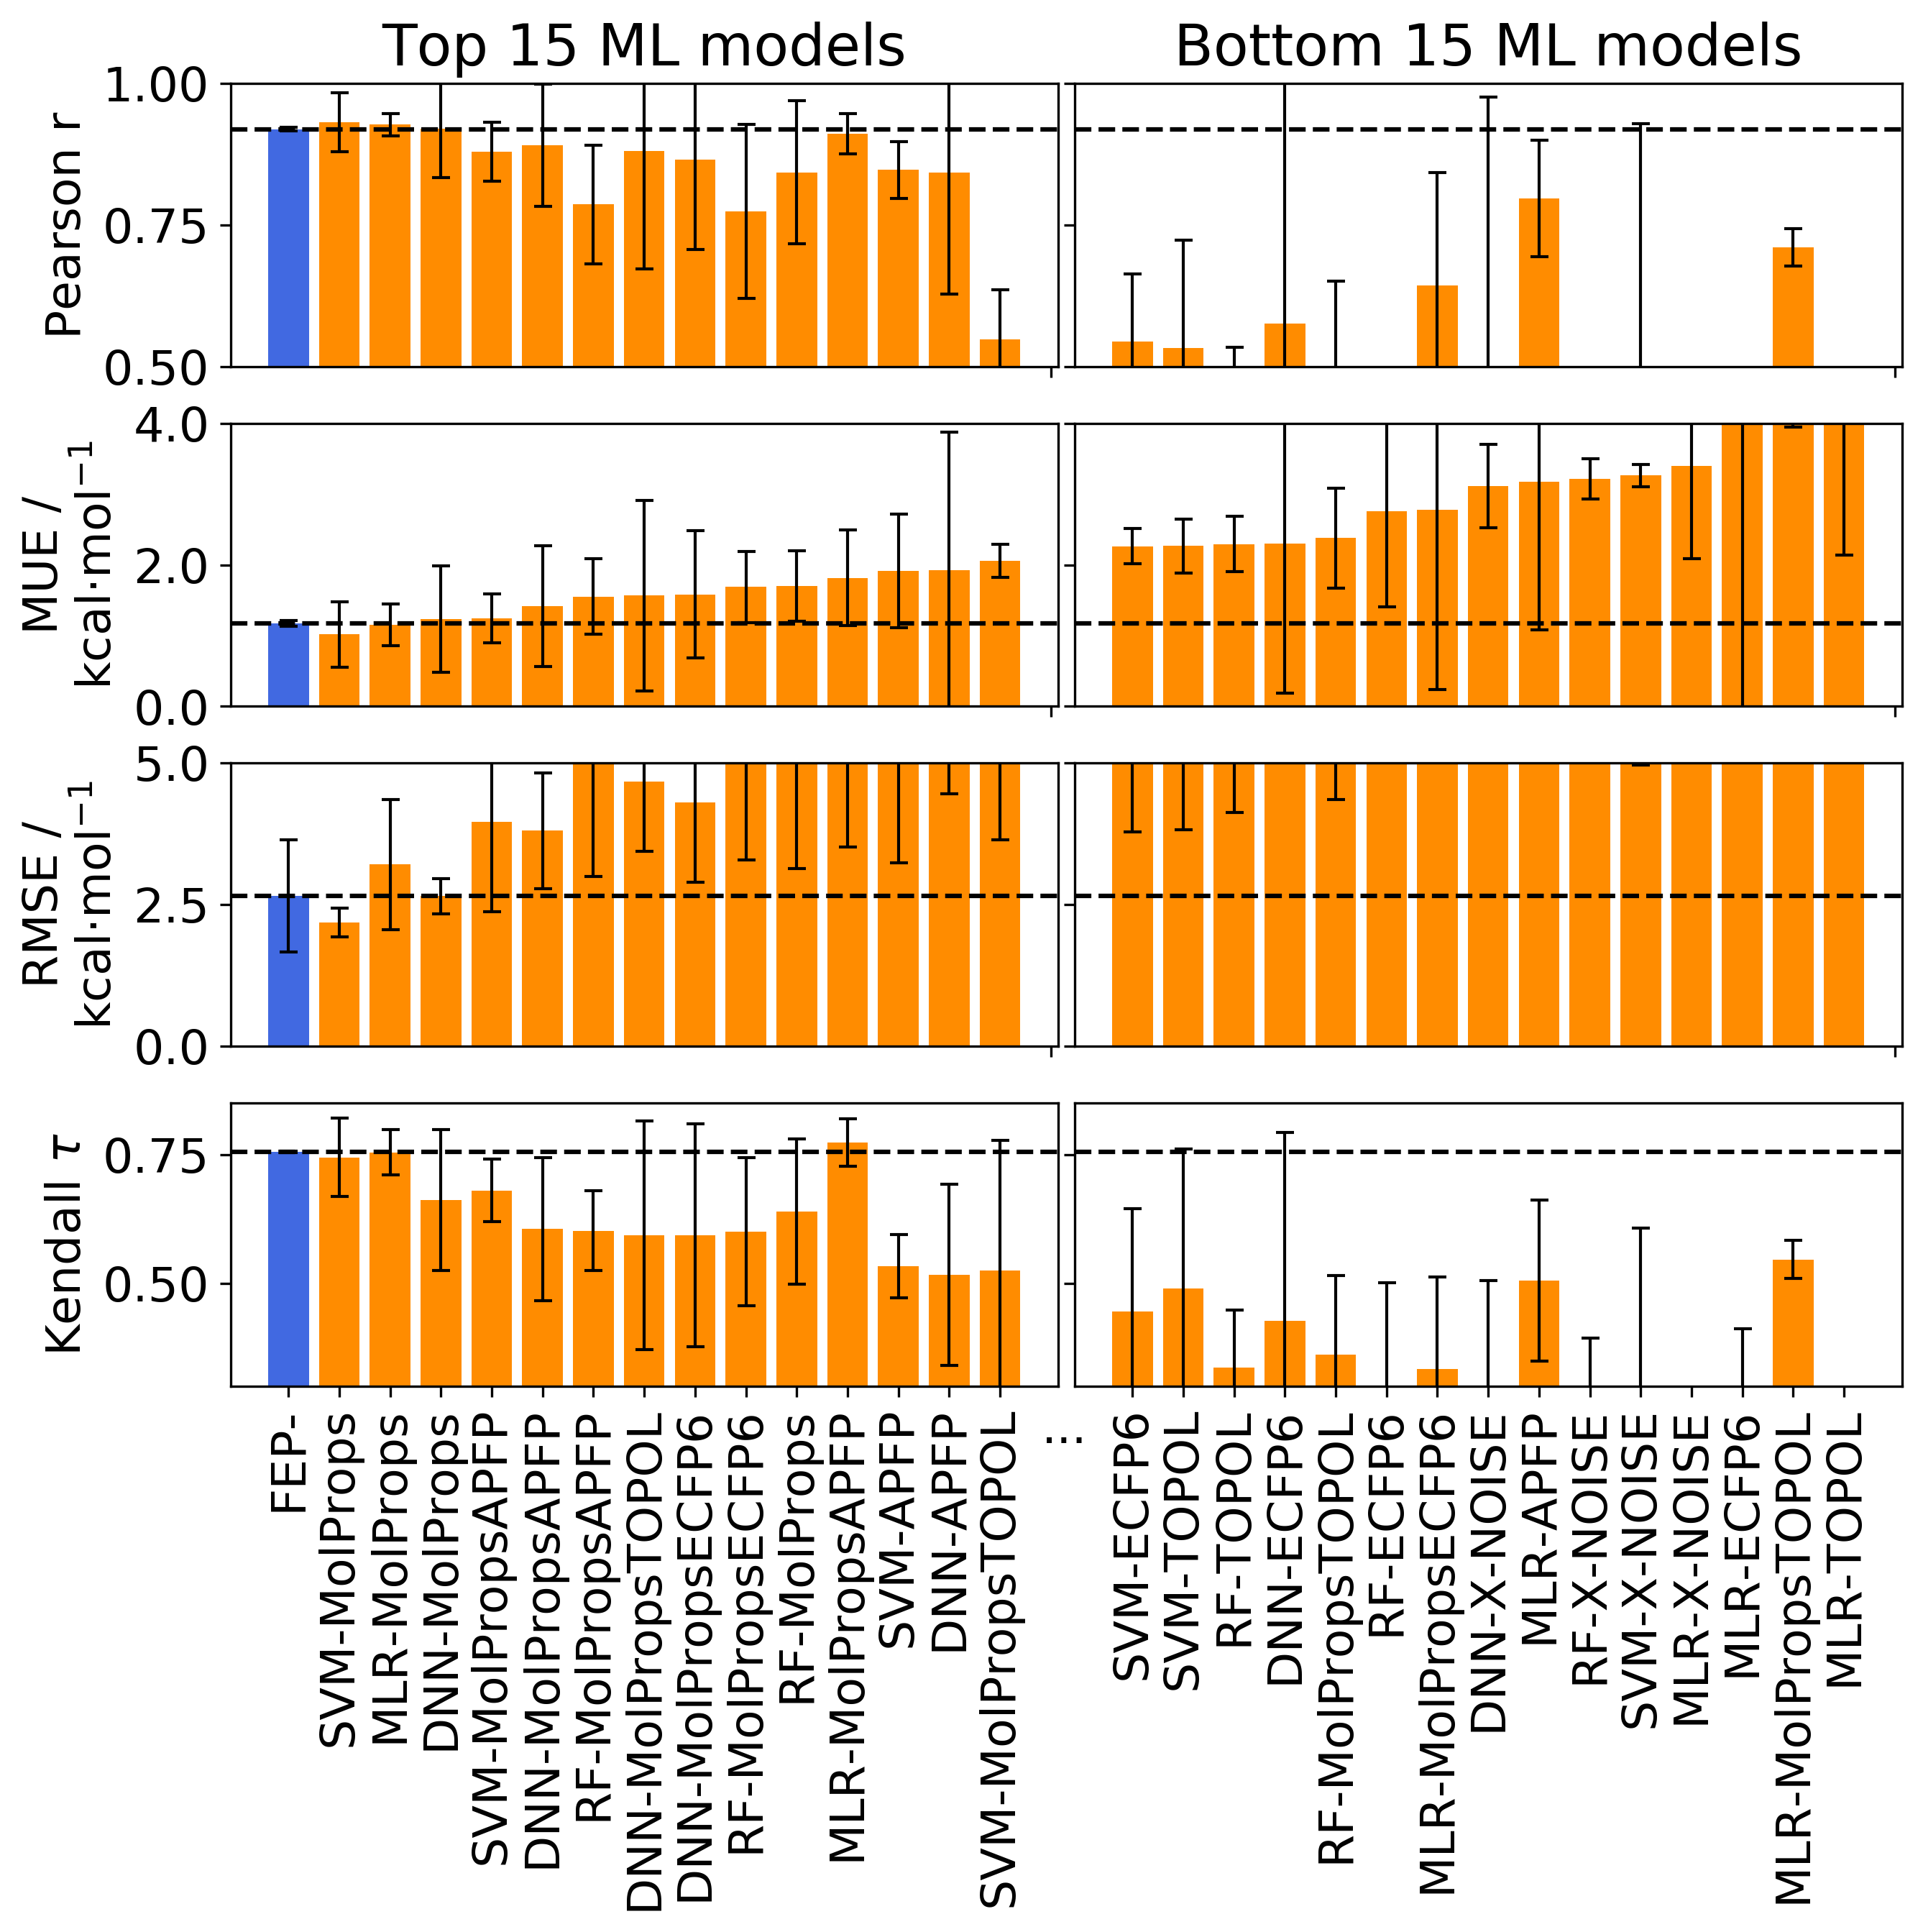 Top 15 ML models
Bottom 15 ML models
Pearson r
1.00
0.75
0.50
MUE /
kcal·mol⁻¹
4.0
2.0
0.0
RMSE /
kcal·mol⁻¹
5.0
2.5
0.0
Kendall τ
0.75
0.50
FEP-
SVM-MolProps
MLR-MolProps
DNN-MolProps
SVM-MolPropsAPFP
DNN-MolPropsAPFP
RF-MolPropsAPFP
DNN-MolPropsTOPOL
DNN-MolPropsECFP6
RF-MolPropsECFP6
RF-MolProps
MLR-MolPropsAPFP
SVM-APFP
DNN-APFP
SVM-MolPropsTOPOL
...
SVM-ECFP6
SVM-TOPOL
RF-TOPOL
DNN-ECFP6
RF-MolPropsTOPOL
RF-ECFP6
MLR-MolPropsECFP6
DNN-X-NOISE
MLR-APFP
RF-X-NOISE
SVM-X-NOISE
MLR-X-NOISE
MLR-ECFP6
MLR-MolPropsTOPOL
MLR-TOPOL